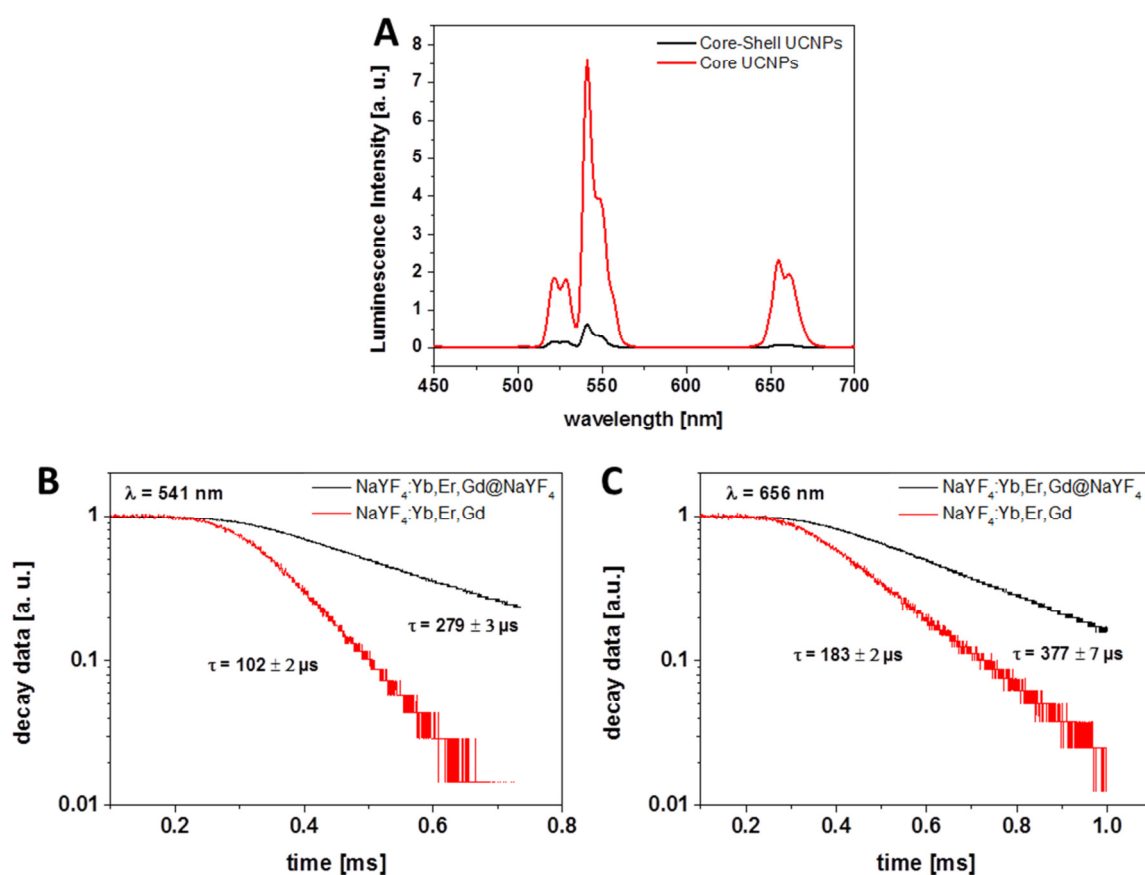 A
Core-Shell UCNPs
Core UCNPs
Luminescence Intensity [a. u.]
8
7
6
5
4
3
2
1
0
450 500 550 600 650 700
wavelength [nm]
B
λ = 541 nm
NaYF₄:Yb,Er,Gd@NaYF₄
NaYF₄:Yb,Er,Gd
τ = 279 ± 3 µs
τ = 102 ± 2 µs
decay data [a. u.]
1
0.1
0.01
0.2 0.4 0.6 0.8
time [ms]
C
λ = 656 nm
NaYF₄:Yb,Er,Gd@NaYF₄
NaYF₄:Yb,Er,Gd
τ = 183 ± 2 µs
τ = 377 ± 7 µs
decay data [a.u.]
1
0.1
0.01
0.2 0.4 0.6 0.8 1.0
time [ms]